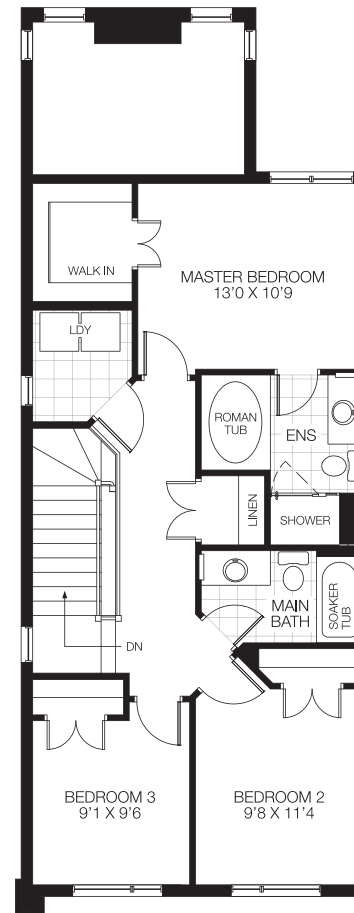 WALK IN
MASTER BEDROOM
13'0 X 10'9
LDY
ROMAN
TUB
ENS
LINEN
SHOWER
MAIN
BATH
SOAKER
TUB
DN
BEDROOM 3
9'1 X 9'6
BEDROOM 2
9'8 X 11'4